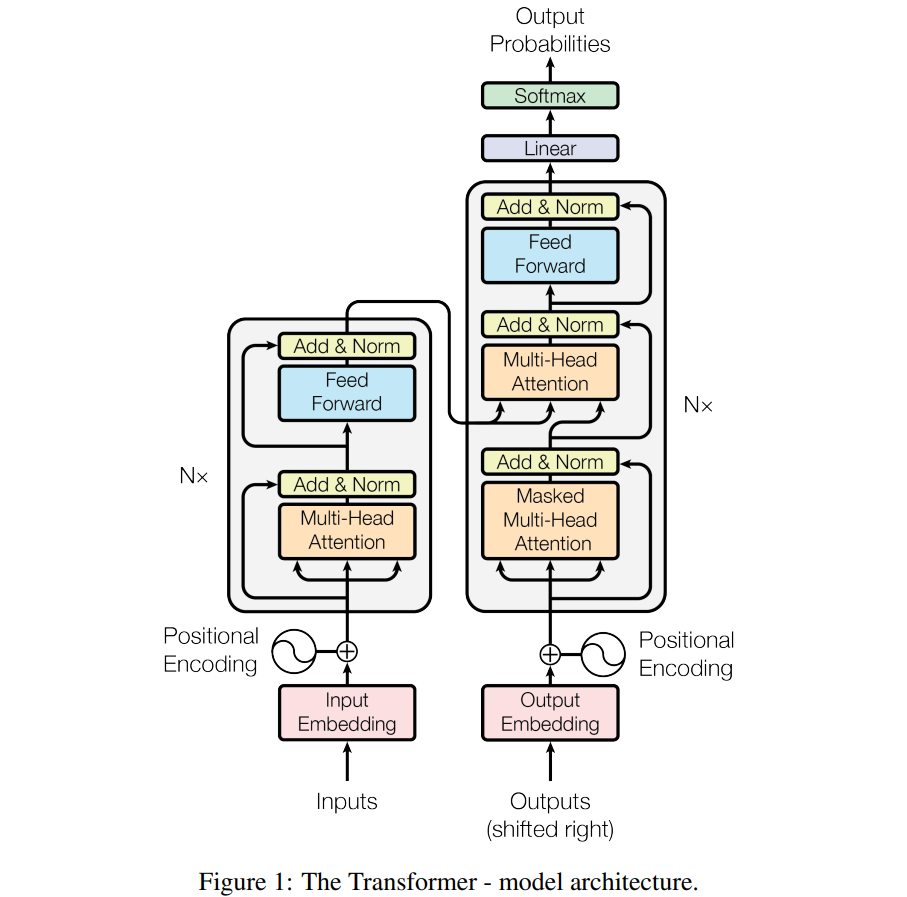 Output
Probabilities
Softmax
Linear
Add & Norm
Feed
Forward
Add & Norm
Multi-Head
Attention
Add & Norm
Masked
Multi-Head
Attention
Nx
Add & Norm
Feed
Forward
Add & Norm
Multi-Head
Attention
N×
Positional
Encoding
Positional
Encoding
Input
Embedding
Output
Embedding
Inputs
Outputs
(shifted right)
Figure 1: The Transformer - model architecture.